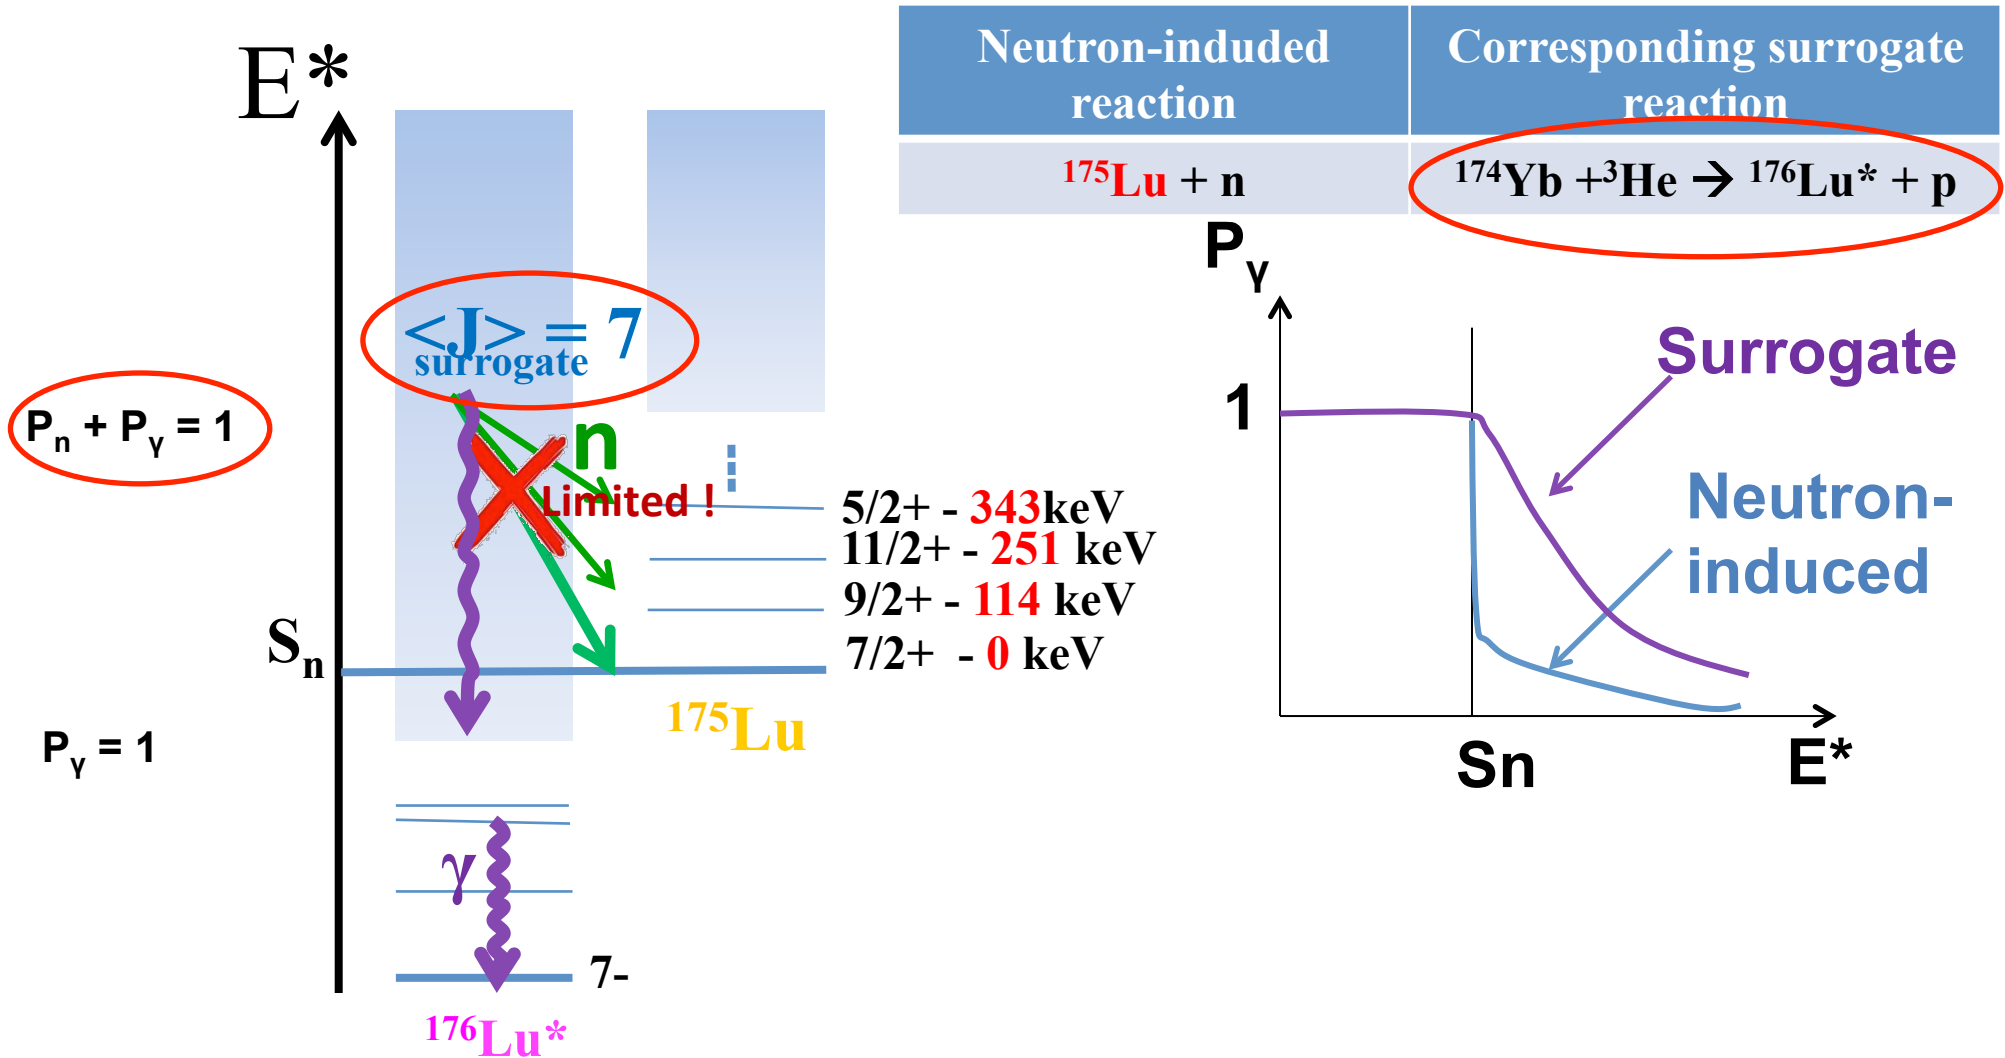 E*
Neutron-induded
reaction
Corresponding surrogate
reaction
¹⁷⁵Lu + n
¹⁷⁴Yb +³He → ¹⁷⁶Lu* + p
<J> = 7
surrogate
Pₙ + Pᵧ = 1
n
Limited !
5/2+ - 343keV
11/2+ - 251 keV
9/2+ - 114 keV
7/2+ - 0 keV
Sₙ
¹⁷⁵Lu
Pᵧ = 1
γ
7-
¹⁷⁶Lu*
Pᵧ
1
Surrogate
Neutron-
induced
Sn
E*